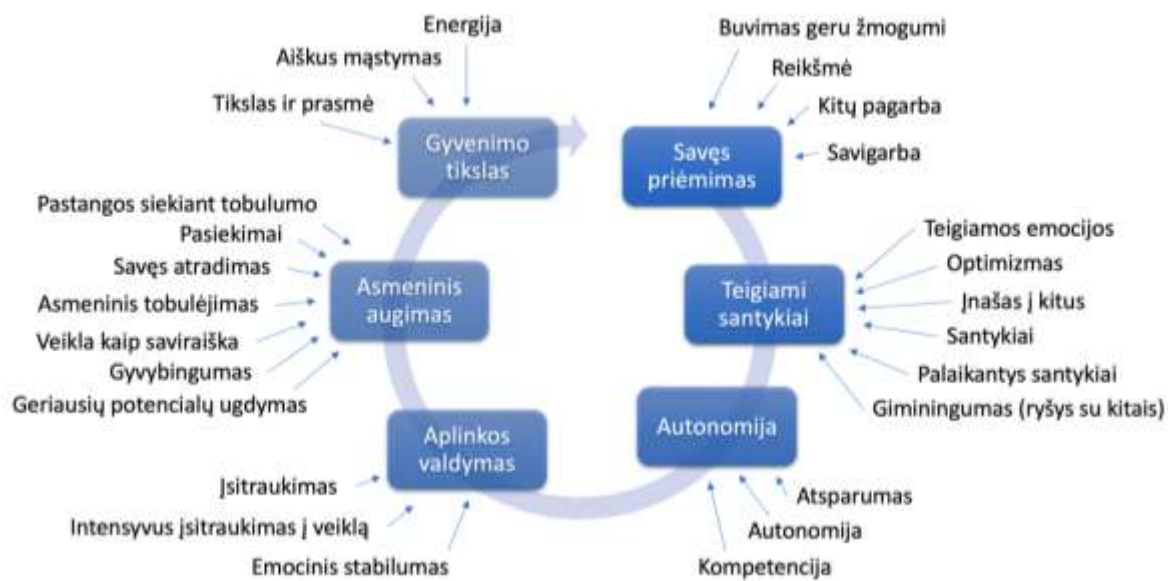 Energija
Aiškus mąstymas
Tikslas ir prasmė
Gyvenimo
tikslas
Buvimas geru žmogumi
Reikšmė
Kitų pagarba
Savigarba
Savęs
priėmimas
Teigiamos emocijos
Optimizmas
Įnašas į kitus
Santykiai
Palaikantys santykiai
Giminingumas (ryšys su kitais)
Teigiami
santykiai
Autonomija
Atsparumas
Autonomija
Kompetencija
Aplinkos
valdymas
Įsitraukimas
Intensyvus įsitraukimas į veiklą
Emocinis stabilumas
Pastangos siekiant tobulumo
Pasiekimai
Savęs atradimas
Asmeninis tobulėjimas
Veikla kaip saviraiška
Gyvybingumas
Geriausių potencialų ugdymas
Asmeninis
augimas